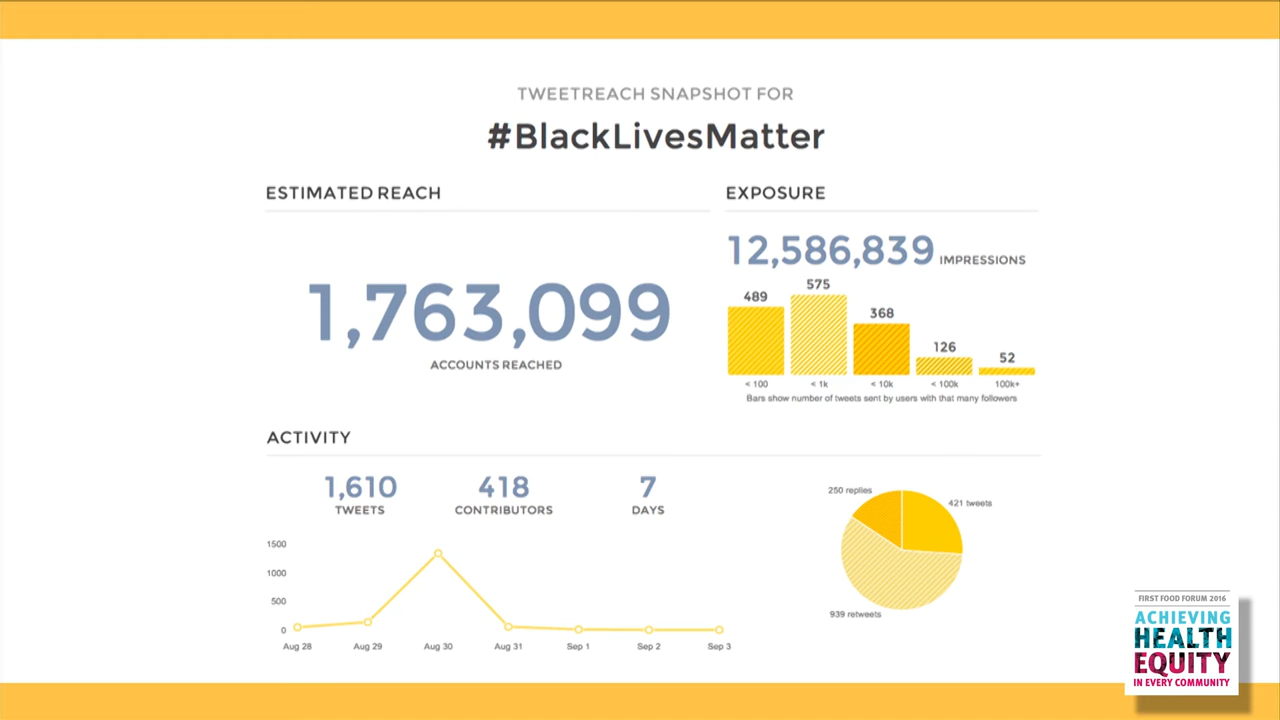 TWEETREACH SNAPSHOT FOR
#BlackLivesMatter
ESTIMATED REACH
1,763,099
ACCOUNTS REACHED
EXPOSURE
12,586,839 IMPRESSIONS
489
575
368
126
52
< 100
< 1k
< 10k
< 100k
100k+
Bars show number of tweets sent by users with that many followers
ACTIVITY
1,610
TWEETS
418
CONTRIBUTORS
7
DAYS
1500
1000
500
0
Aug 28
Aug 29
Aug 30
Aug 31
Sep 1
Sep 2
Sep 3
250 replies
421 tweets
939 retweets
FIRST FOOD FORUM 2016
ACHIEVING
HEALTH
EQUITY
IN EVERY COMMUNITY